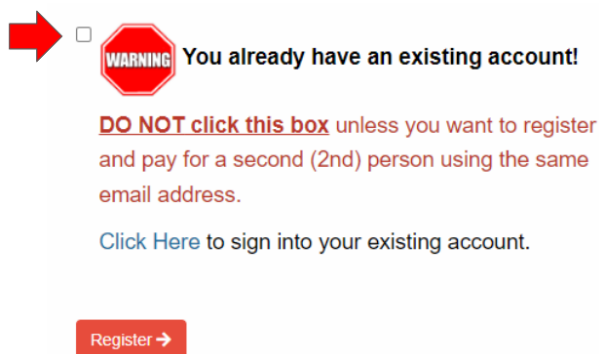 WARNING You already have an existing account!
DO NOT click this box unless you want to register
and pay for a second (2nd) person using the same
email address.
Click Here to sign into your existing account.
Register →